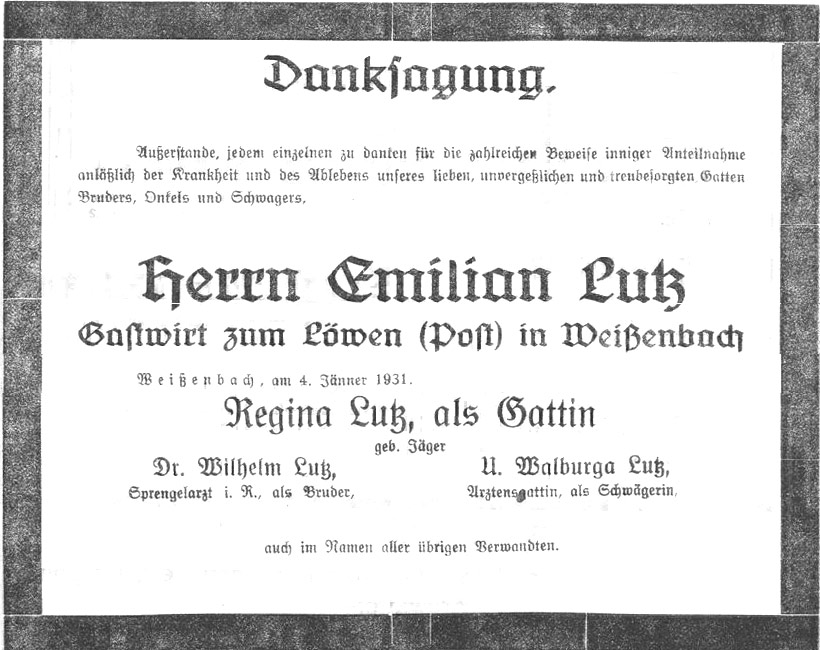 Danksagung.
Außerstande, jedem einzelnen zu danken für die zahlreichen Beweise inniger Anteilnahme
anläßlich der Krankheit und des Ablebens unseres lieben, unvergeßlichen und treubesorgten Gatten
Bruders, Onkels und Schwagers,
Herrn Emilian Lutz
Gastwirt zum Löwen (Post) in Weißenbach
Weißenbach, am 4. Jänner 1931.
Regina Lutz, als Gattin
geb. Jäger
Dr. Wilhelm Lutz,
Sprengelarzt i. R., als Bruder,
U. Walburga Lutz,
Arztensgattin, als Schwägerin,
auch im Namen aller übrigen Verwandten.